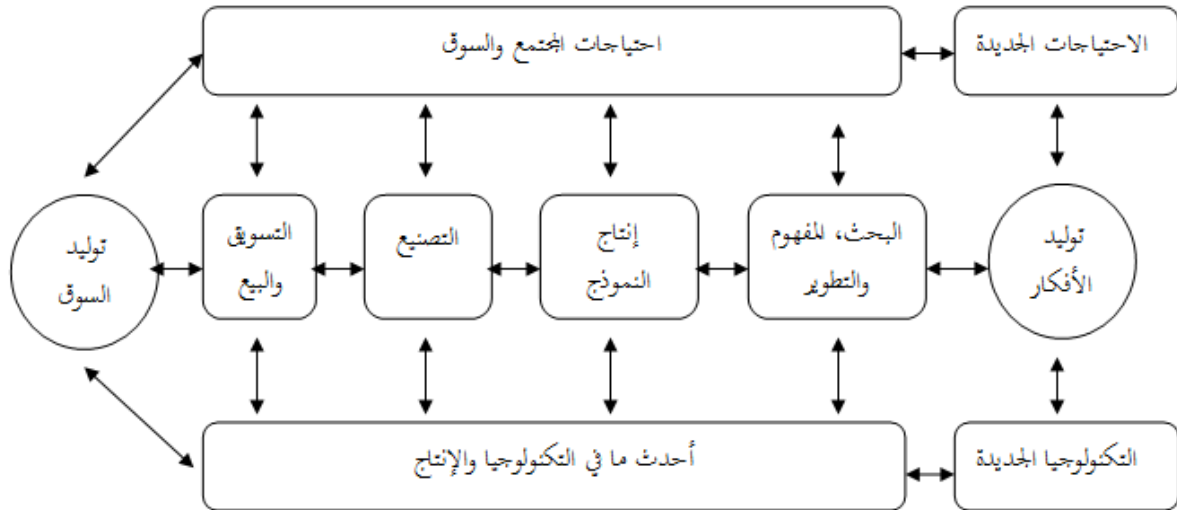 الاحتياجات الجديدة
احتياجات المجتمع والسوق
توليد
الأفكار
البحث، المفهوم
والتطوير
إنتاج
النموذج
التصنيع
التسويق
والبيع
توليد
السوق
التكنولوجيا الجديدة
أحدث ما في التكنولوجيا والإنتاج